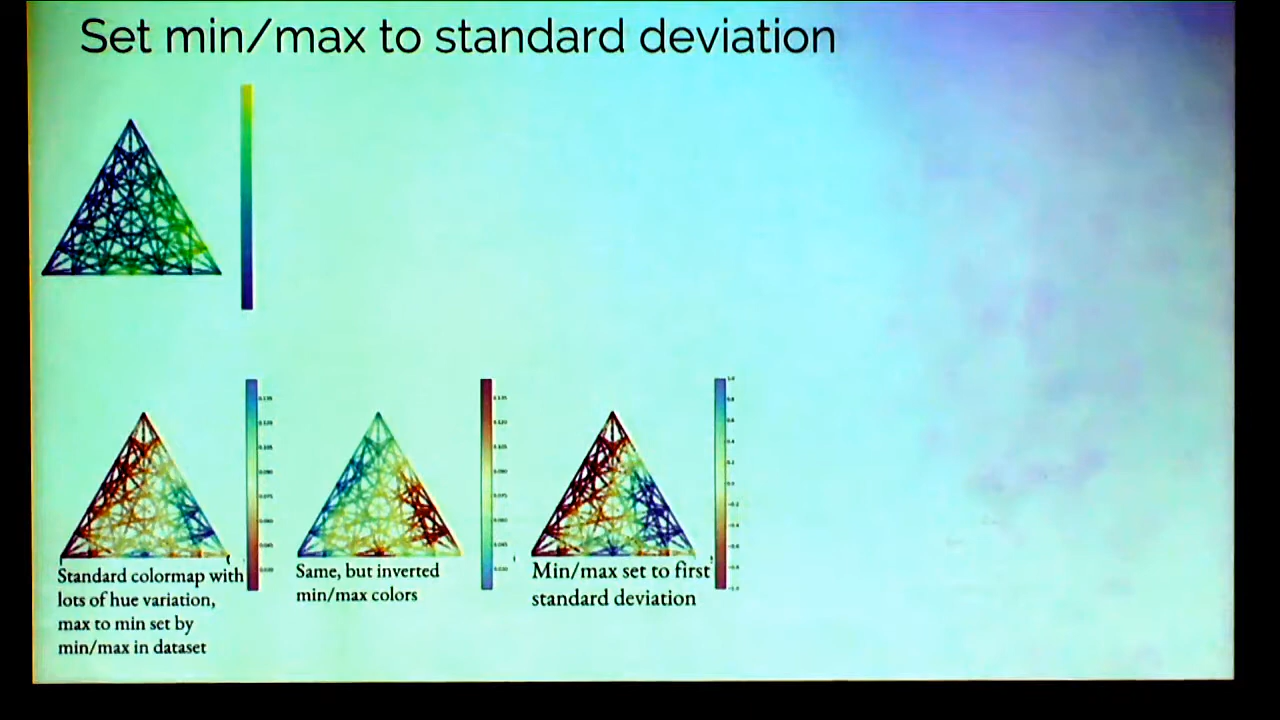 Set min/max to standard deviation
Standard colormap with
lots of hue variation,
max to min set by
min/max in dataset
Same, but inverted
min/max colors
Min/max set to first
standard deviation